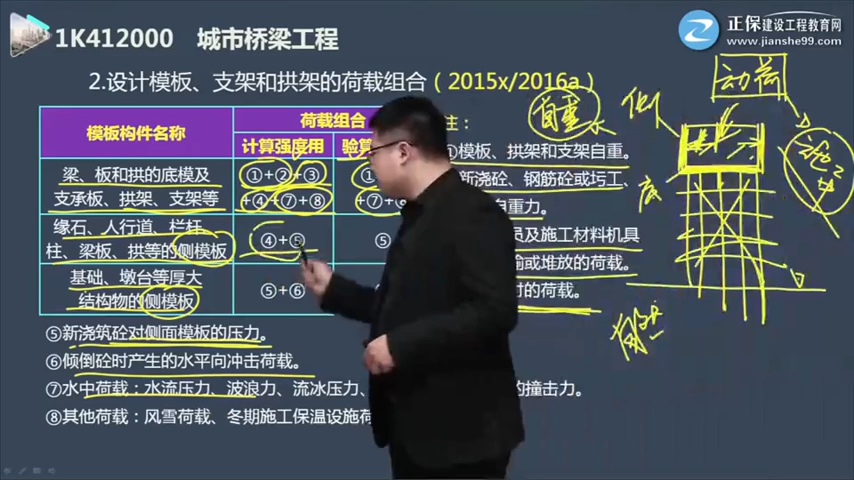 1K412000 城市桥梁工程
正保建设工程教育网
www.jianshe99.com
2.设计模板、支架和拱架的荷载组合（2015x/2016a）
动荷
自重
侧
模板构件名称
荷载组合
计算强度用
验算
注：
梁、板和拱的底模及
支承板、拱架、支架等
①+②+③
+④+⑦+⑧
①
+⑦+⑧
①模板、拱架和支架自重。
新浇砼、钢筋砼或圬工
自重力。
底
缘石、人行道、栏杆、
柱、梁板、拱等的侧模板
④+⑤
⑤
员及施工材料机具
输或堆放的荷载。
基础、墩台等厚大
结构物的侧模板
⑤+⑥
时的荷载。
⑤新浇筑砼对侧面模板的压力。
⑥倾倒砼时产生的水平向冲击荷载。
⑦水中荷载：水流压力、波浪力、流冰压力、
的撞击力。
⑧其他荷载：风雪荷载、冬期施工保温设施荷